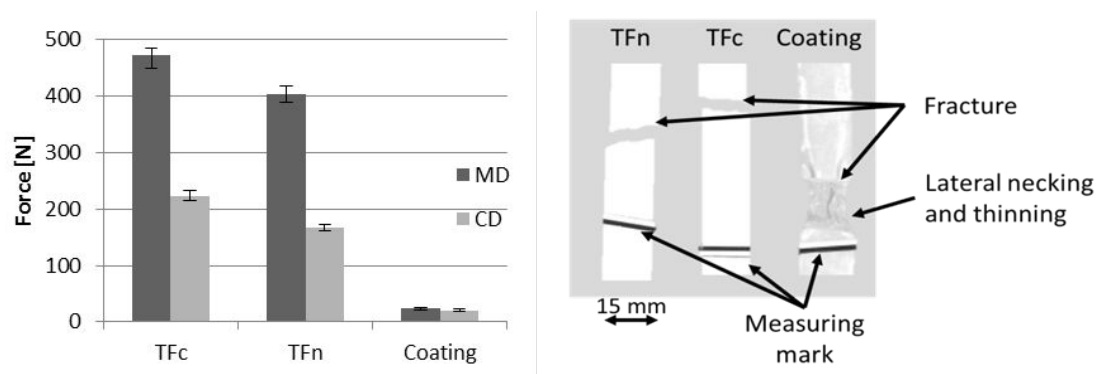 500
400
300
200
100
0
Force [N]
TFc
TFn
Coating
MD
CD
TFn TFc Coating
Fracture
Lateral necking
and thinning
15 mm
Measuring
mark